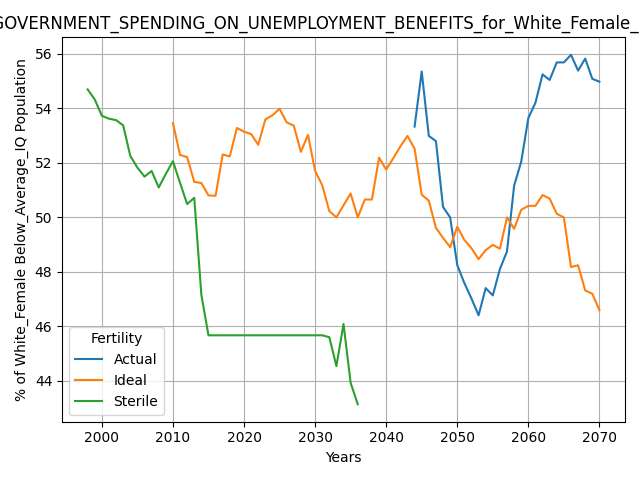 GOVERNMENT_SPENDING_ON_UNEMPLOYMENT_BENEFITS_for_White_Female_
% of White_Female Below_Average_IQ Population
56
54
52
50
48
46
44
Fertility
Actual
Ideal
Sterile
2000 2010 2020 2030 2040 2050 2060 2070
Years